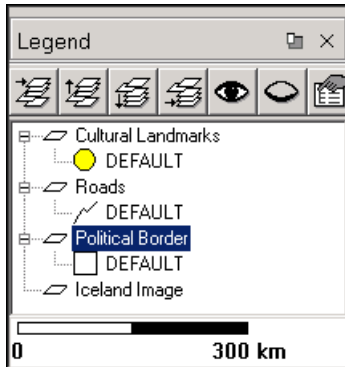 Legend
Cultural Landmarks
DEFAULT
Roads
DEFAULT
Political Border
DEFAULT
Iceland Image
0 300 km